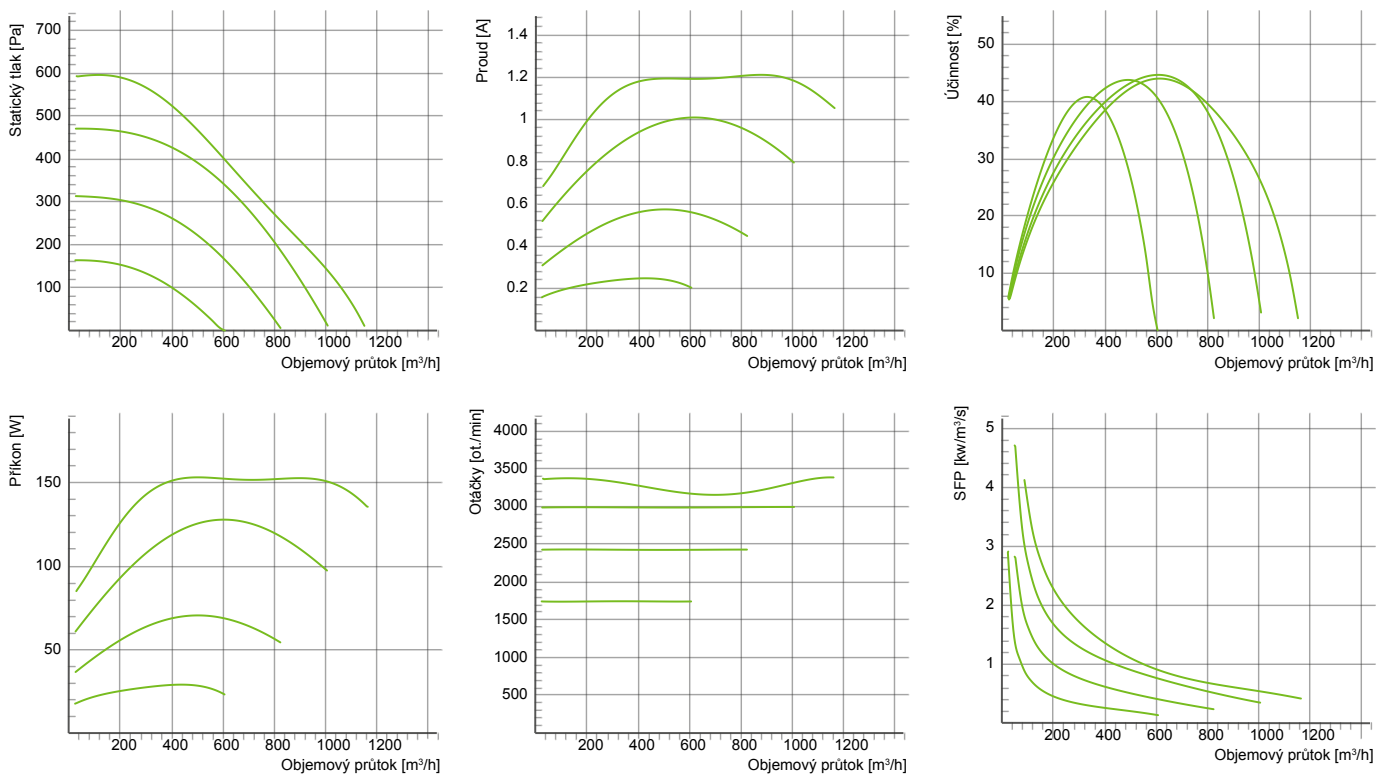 Statický tlak [Pa]
700
600
500
400
300
200
100
200 400 600 800 1000 1200
Objemový průtok [m³/h]
Proud [A]
1.4
1.2
1
0.8
0.6
0.4
0.2
200 400 600 800 1000 1200
Objemový průtok [m³/h]
Účinnost [%]
50
40
30
20
10
200 400 600 800 1000 1200
Objemový průtok [m³/h]
Příkon [W]
150
100
50
200 400 600 800 1000 1200
Objemový průtok [m³/h]
Otáčky [ot./min]
4000
3500
3000
2500
2000
1500
1000
500
200 400 600 800 1000 1200
Objemový průtok [m³/h]
SFP [kw/m³/s]
5
4
3
2
1
200 400 600 800 1000 1200
Objemový průtok [m³/h]